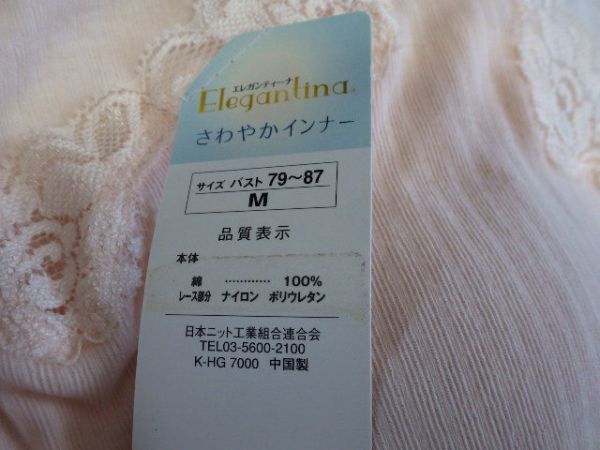 エレガンティーナ
Elegantina
さわやかインナー
サイズ バスト 79〜87
M
品質表示
本体
綿 ………… 100%
レース部分 ナイロン ポリウレタン
日本ニット工業組合連合会
TEL03-5600-2100
K-HG 7000 中国製